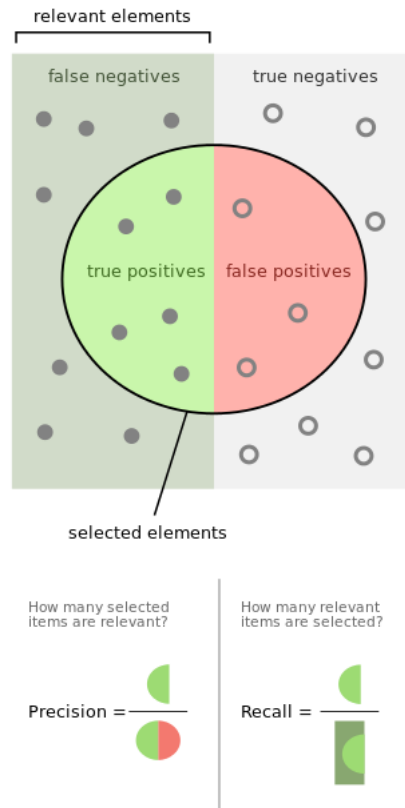 relevant elements
false negatives
true negatives
true positives
false positives
selected elements
How many selected
items are relevant?
How many relevant
items are selected?
Precision =
Recall =